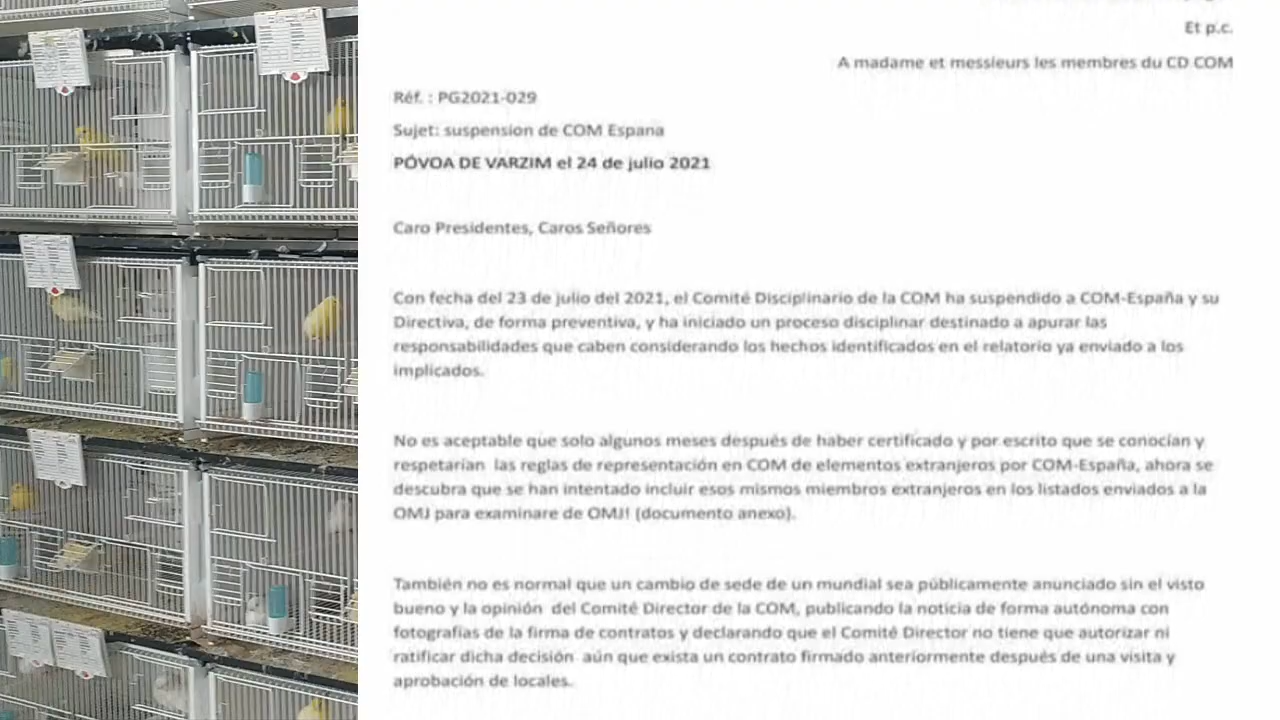 Et p.c.
A madame et messieurs les membres du CD COM
Réf. : PG2021-029
Sujet: suspension de COM Espana
PÓVOA DE VARZIM el 24 de julio 2021
Caro Presidentes, Caros Señores
Con fecha del 23 de julio del 2021, el Comité Disciplinario de la COM ha suspendido a COM-España y su
Directiva, de forma preventiva, y ha iniciado un proceso disciplinar destinado a apurar las
responsabilidades que caben considerando los hechos identificados en el relatorio ya enviado a los
implicados.
No es aceptable que solo algunos meses después de haber certificado y por escrito que se conocían y
respetarían las reglas de representación en COM de elementos extranjeros por COM-España, ahora se
descubra que se han intentado incluir esos mismos miembros extranjeros en los listados enviados a la
OMJ para examinare de OMJ! (documento anexo).
También no es normal que un cambio de sede de un mundial sea públicamente anunciado sin el visto
bueno y la opinión del Comité Director de la COM, publicando la noticia de forma autónoma con
fotografías de la firma de contratos y declarando que el Comité Director no tiene que autorizar ni
ratificar dicha decisión aún que exista un contrato firmado anteriormente después de una visita y
aprobación de locales.